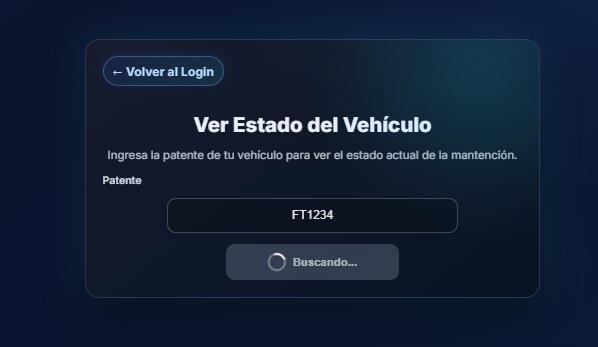 ← Volver al Login
Ver Estado del Vehículo
Ingresa la patente de tu vehículo para ver el estado actual de la mantención.
Patente
FT1234
Buscando...